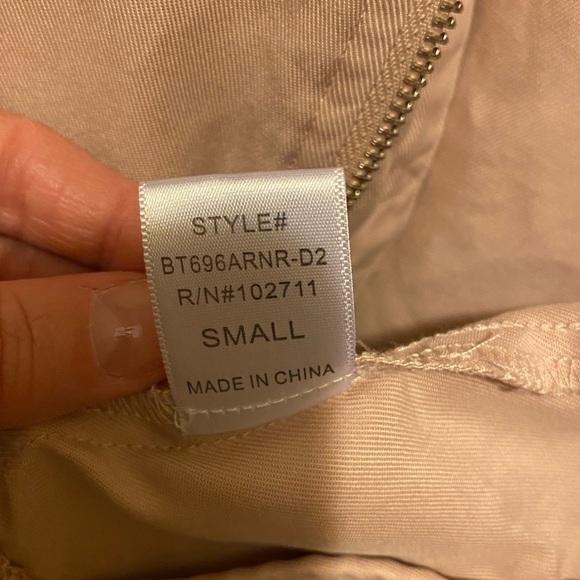 STYLE#
BT696ARNR-D2
R/N#102711
SMALL
MADE IN CHINA